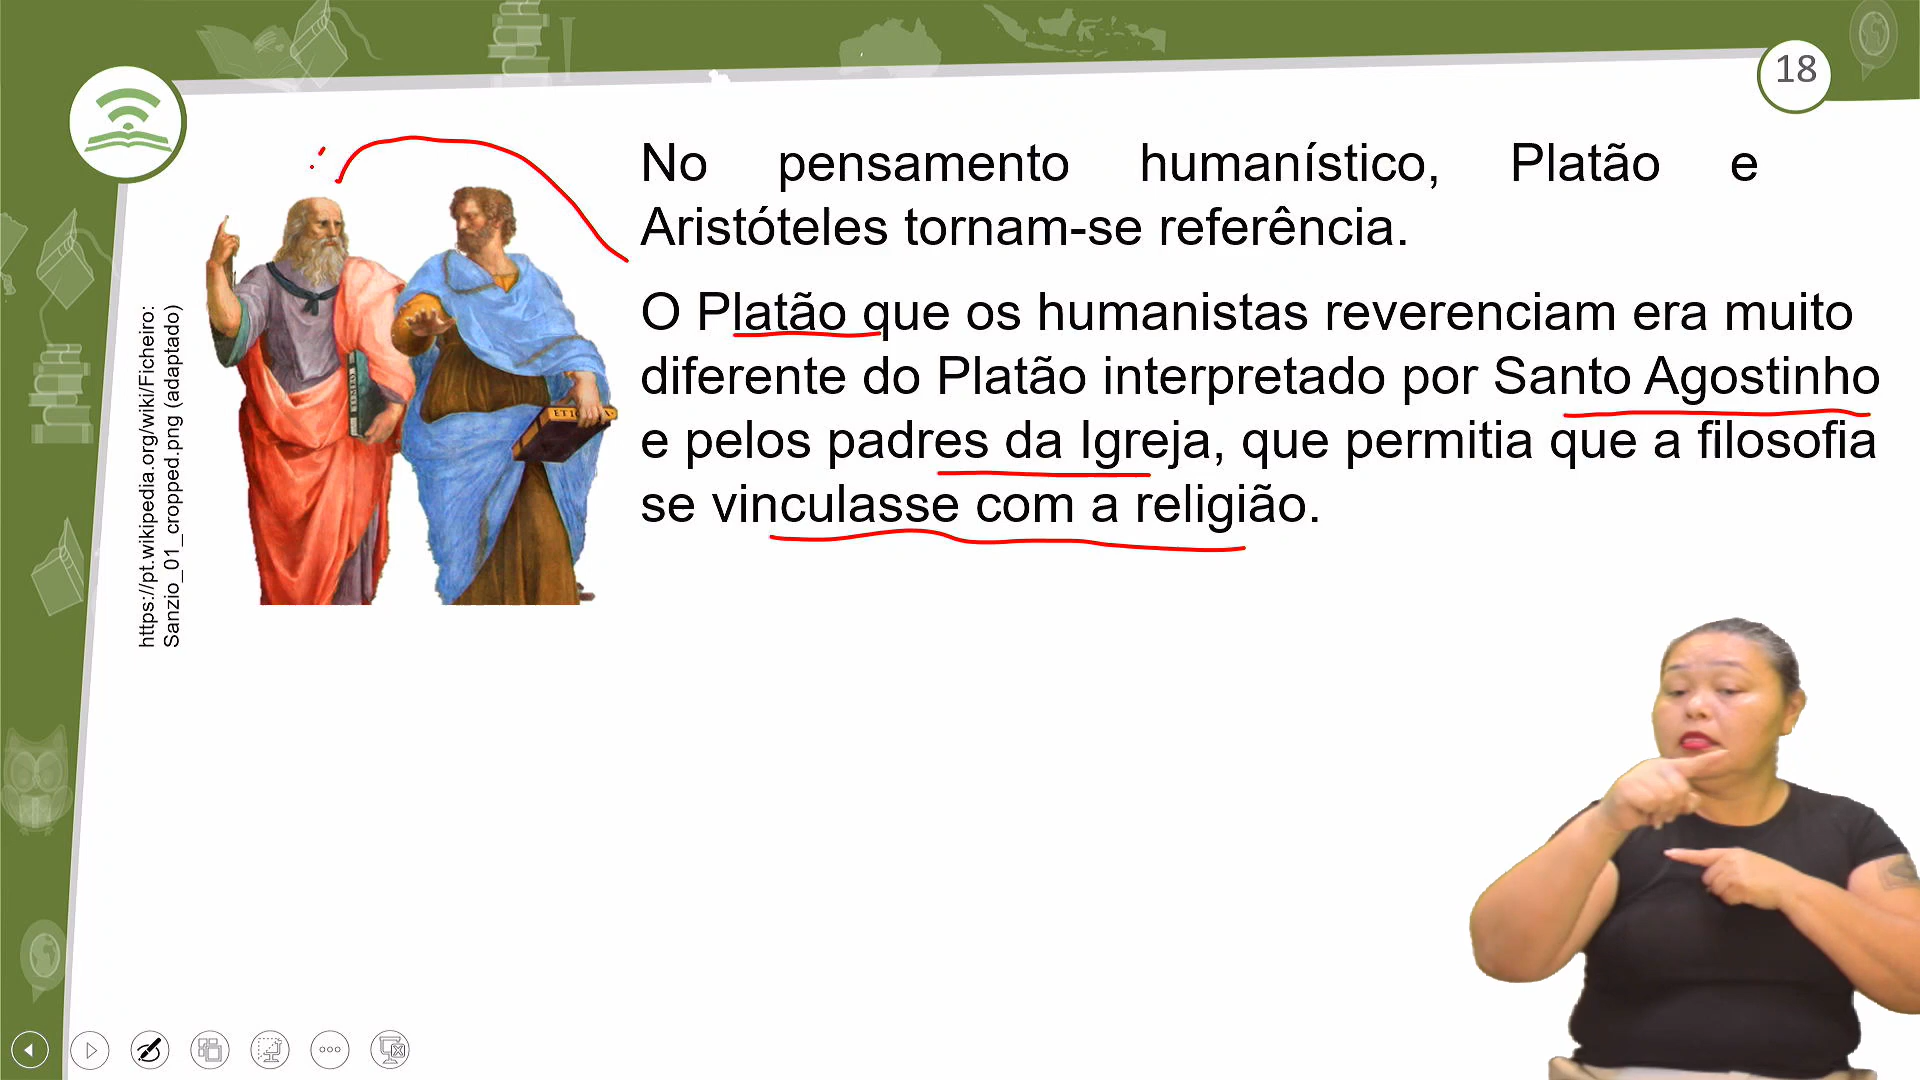 18
No pensamento humanístico, Platão e
Aristóteles tornam-se referência.
O Platão que os humanistas reverenciam era muito
diferente do Platão interpretado por Santo Agostinho
e pelos padres da Igreja, que permitia que a filosofia
se vinculasse com a religião.
https://pt.wikipedia.org/wiki/Ficheiro:
Sanzio_01_cropped.png (adaptado)